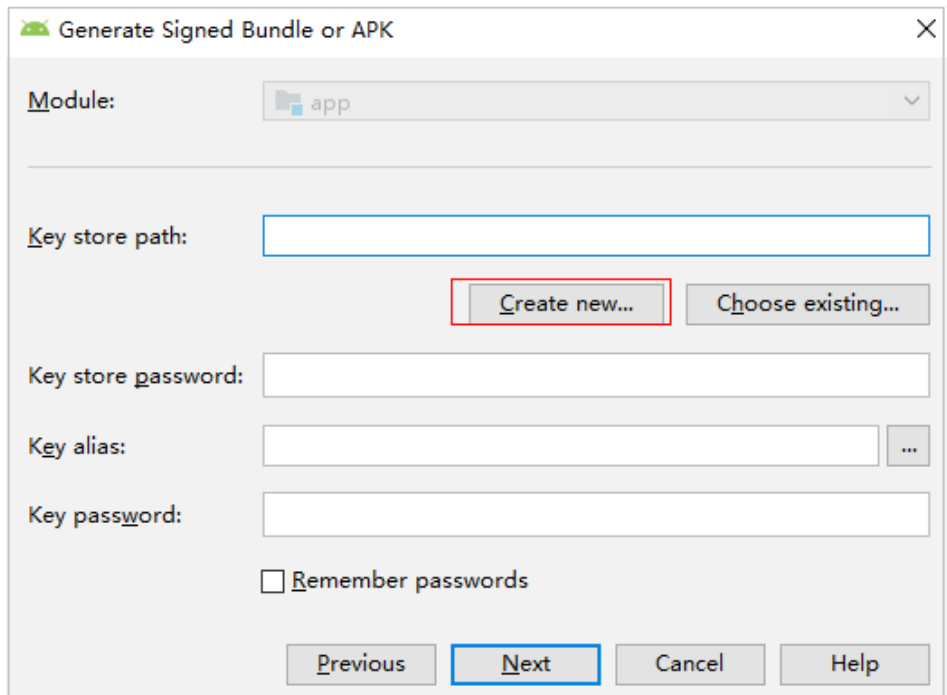 Generate Signed Bundle or APK
Module:
app
Key store path:
Create new... Choose existing...
Key store password:
Key alias:
...
Key password:
Remember passwords
Previous Next Cancel Help